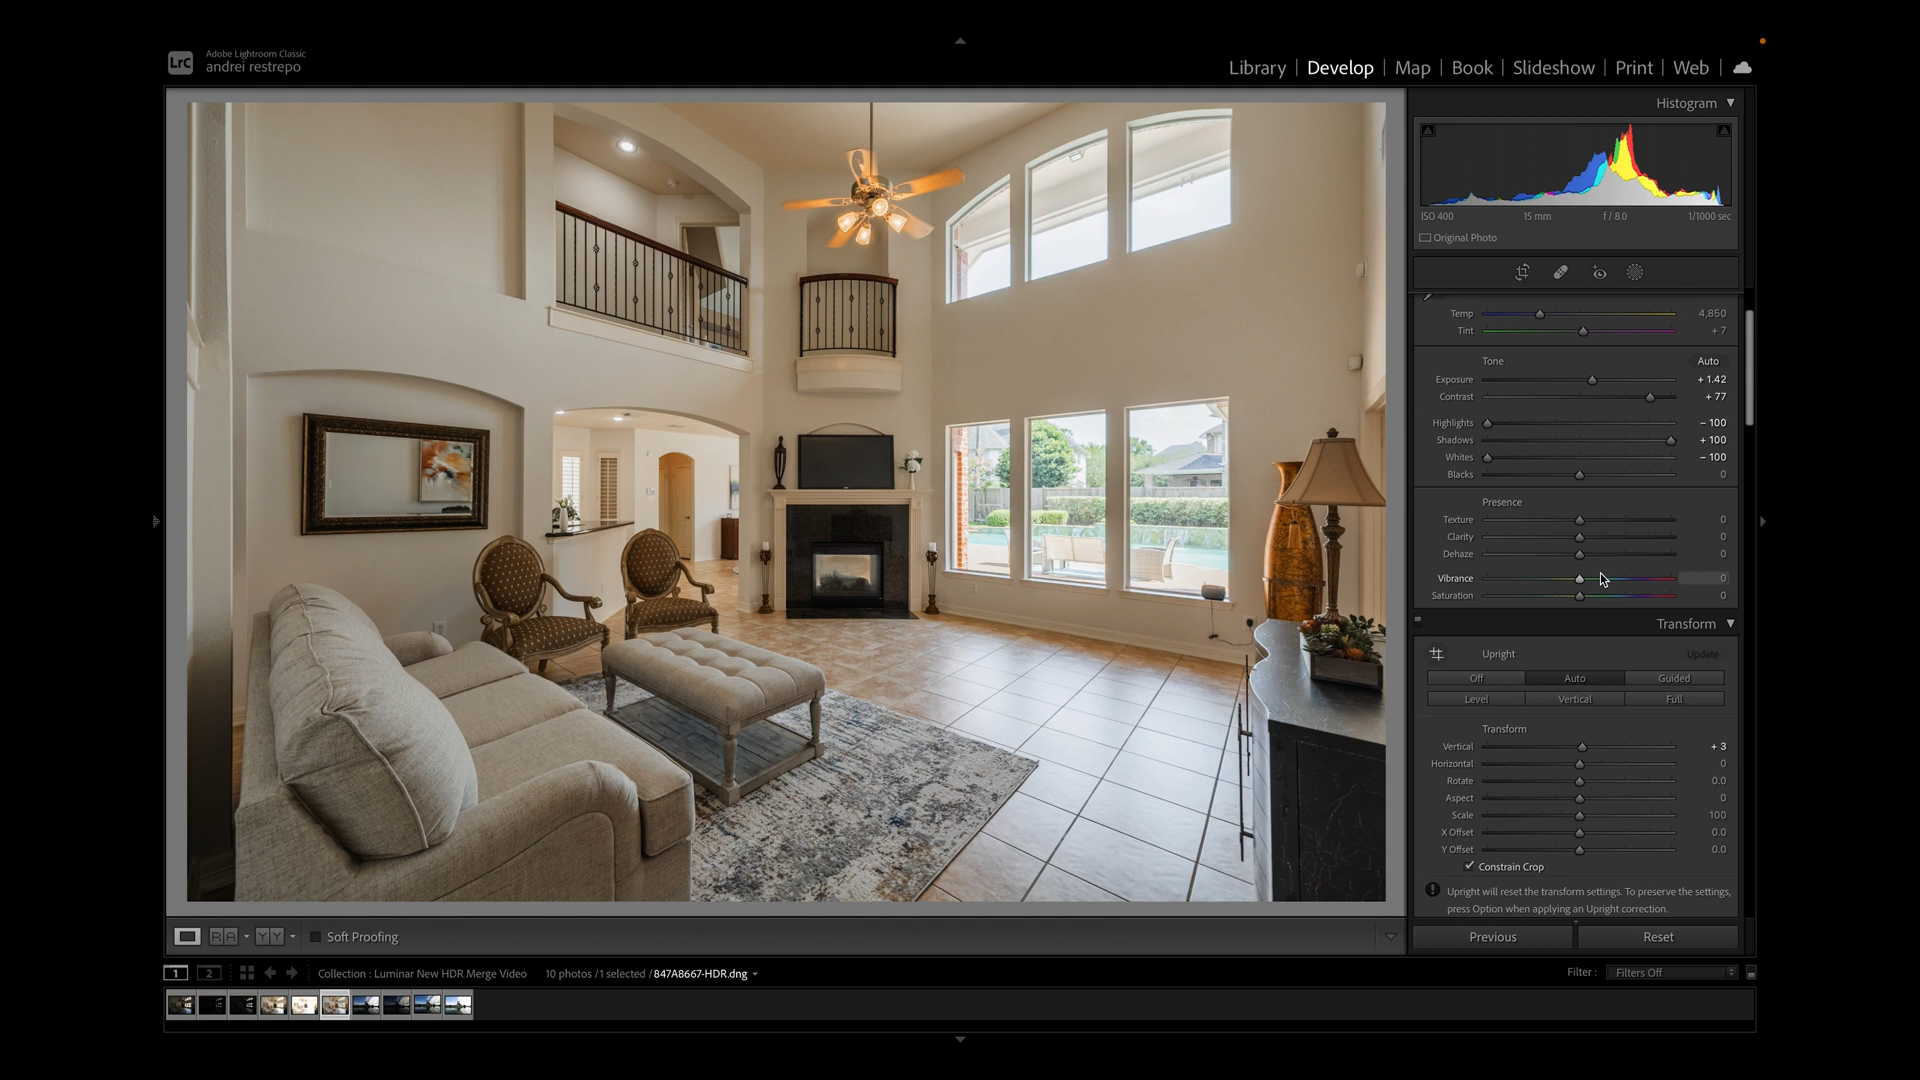 Adobe Lightroom Classic
LrC
andrei restrepo
Library | Develop | Map | Book | Slideshow | Print | Web
Histogram
ISO 400 15 mm f / 8.0 1/1000 sec
Original Photo
Temp 4,850
Tint + 7
Tone Auto
Exposure + 1.42
Contrast + 77
Highlights – 100
Shadows + 100
Whites – 100
Blacks 0
Presence
Texture 0
Clarity 0
Dehaze 0
Vibrance 0
Saturation 0
Transform
Upright Update
Off Auto Guided
Level Vertical Full
Transform
Vertical + 3
Horizontal 0
Rotate 0.0
Aspect 0
Scale 100
X Offset 0.0
Y Offset 0.0
Constrain Crop
Upright will reset the transform settings. To preserve the settings,
press Option when applying an Upright correction.
R A Y Y Soft Proofing
Previous Reset
1 2 Collection : Luminar New HDR Merge Video 10 photos / 1 selected / 847A8667-HDR.dng
Filter : Filters Off